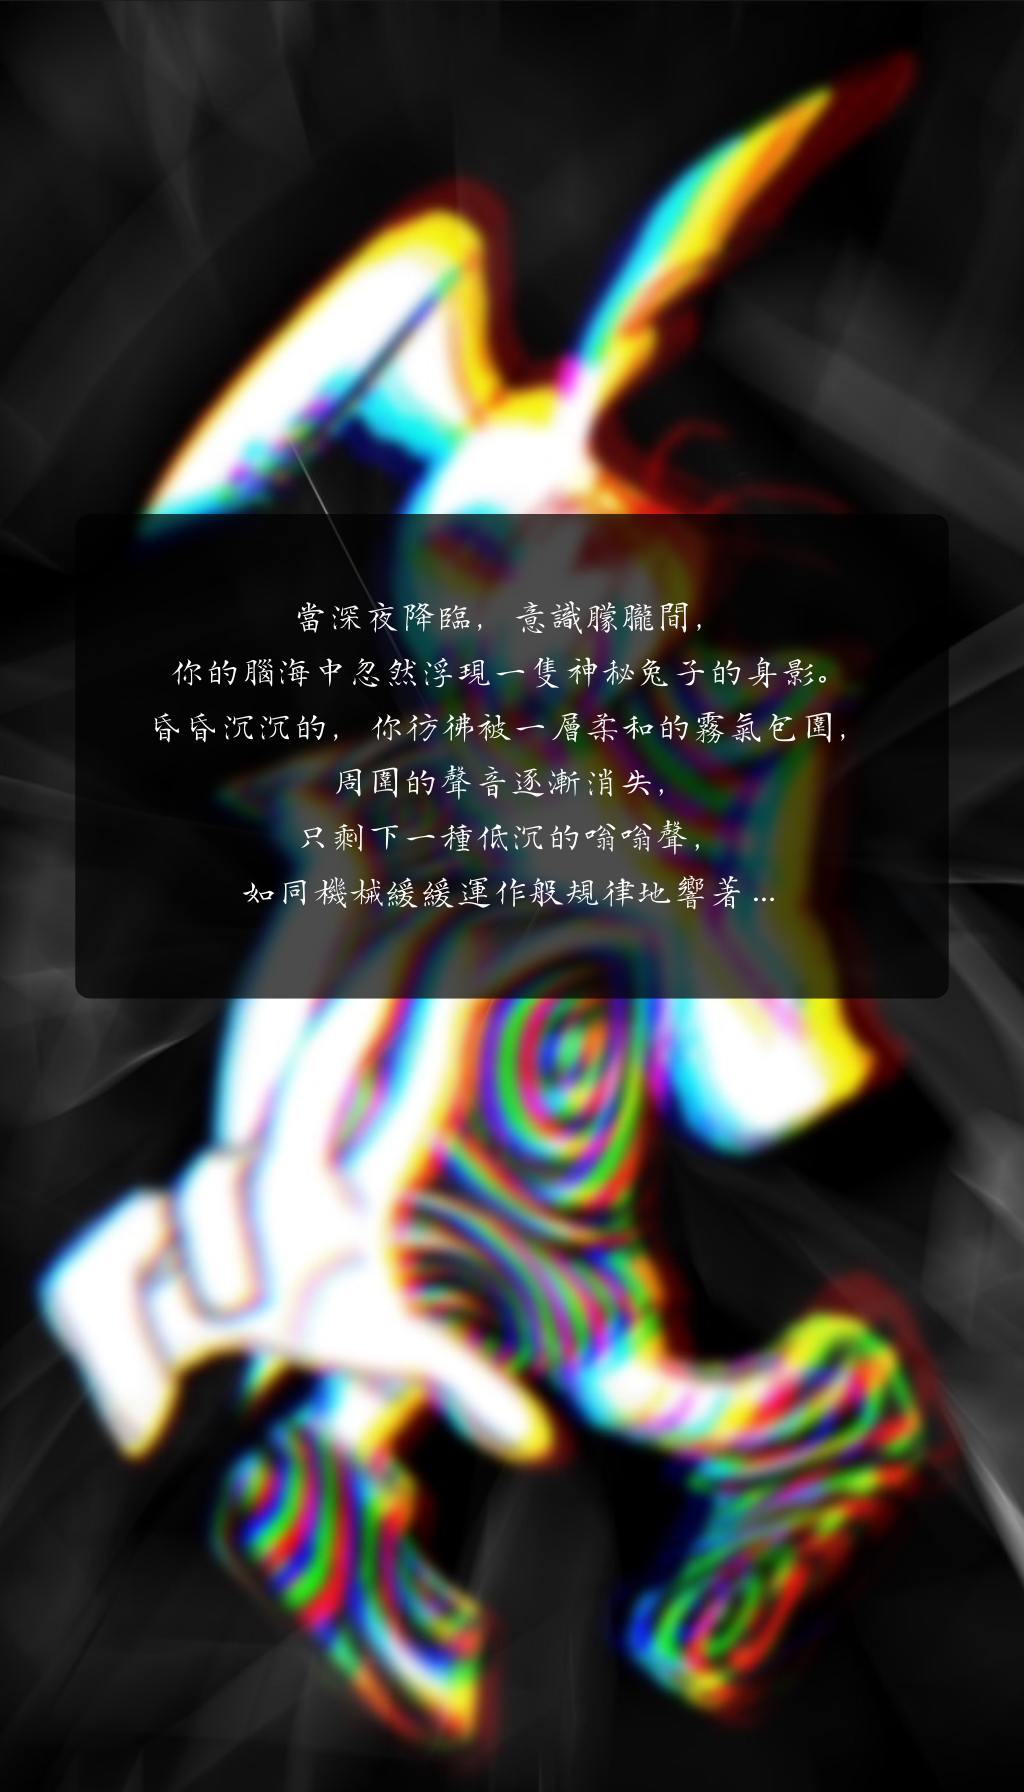 當深夜降臨，意識朦朧間，
你的腦海中忽然浮現一隻神秘兔子的身影。
昏昏沉沉的，你彷彿被一層柔和的霧氣包圍，
周圍的聲音逐漸消失，
只剩下一種低沉的嗡嗡聲，
如同機械緩緩運作般規律地響著...